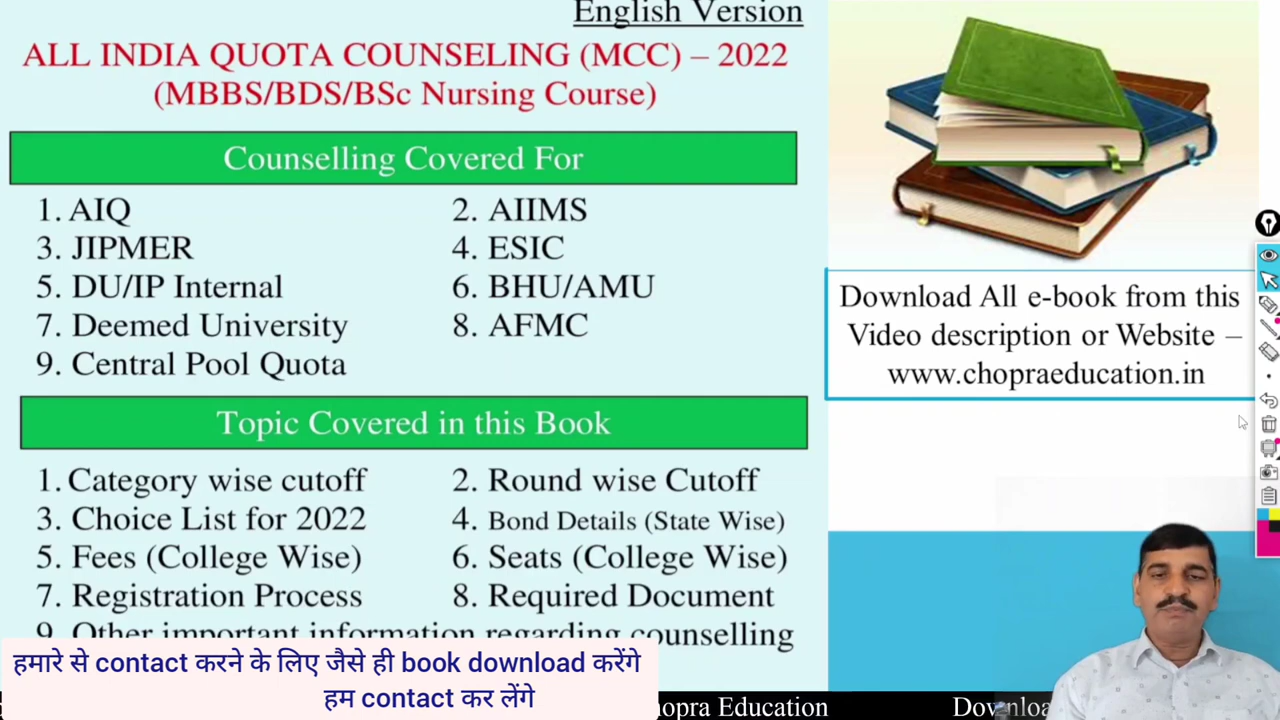 English Version
ALL INDIA QUOTA COUNSELING (MCC) – 2022
(MBBS/BDS/BSc Nursing Course)
Counselling Covered For
1. AIQ
2. AIIMS
3. JIPMER
4. ESIC
5. DU/IP Internal
6. BHU/AMU
7. Deemed University
8. AFMC
9. Central Pool Quota
Topic Covered in this Book
1. Category wise cutoff
2. Round wise Cutoff
3. Choice List for 2022
4. Bond Details (State Wise)
5. Fees (College Wise)
6. Seats (College Wise)
7. Registration Process
8. Required Document
9. Other important information regarding counselling
Download All e-book from this
Video description or Website –
www.chopraeducation.in
हमारे से contact करने के लिए जैसे ही book download करेंगे
हम contact कर लेंगे
Education